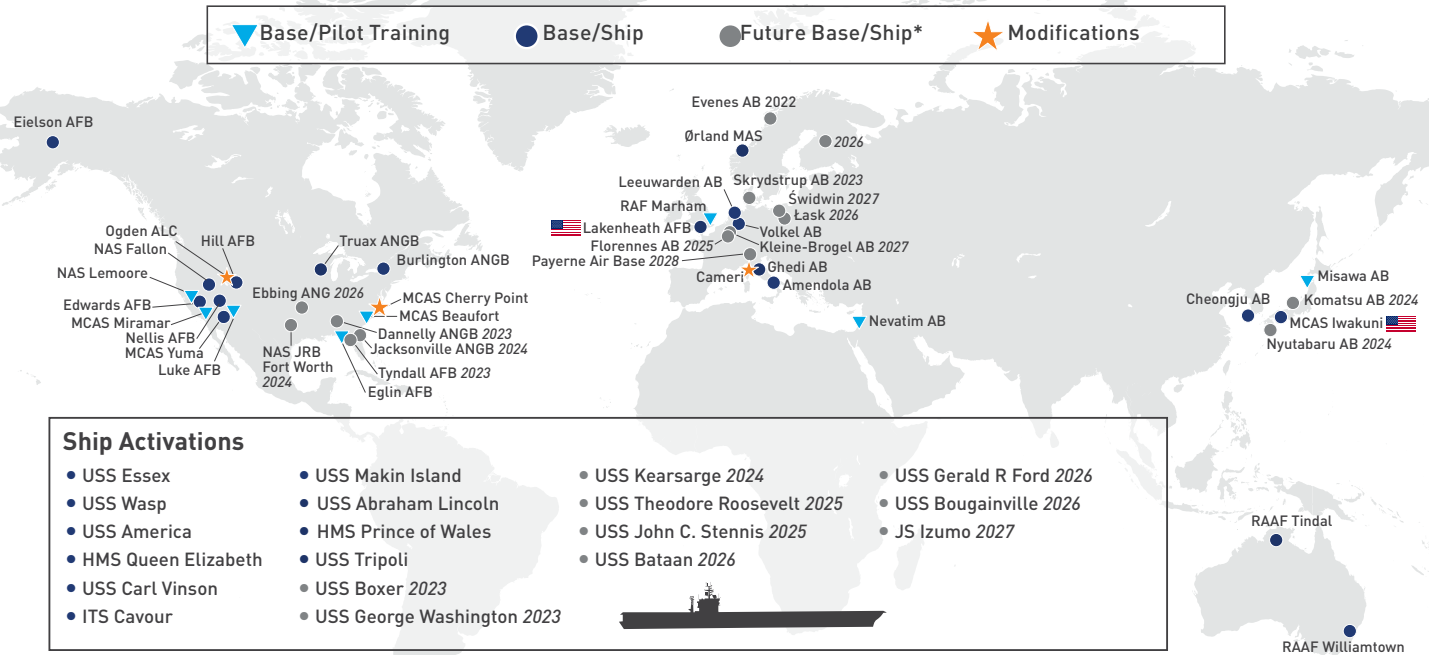 Base/Pilot Training
Base/Ship
Future Base/Ship*
Modifications
Eielson AFB
Ogden ALC
NAS Fallon
Hill AFB
NAS Lemoore
Edwards AFB
MCAS Miramar
Nellis AFB
MCAS Yuma
Luke AFB
Truax ANGB
Burlington ANGB
Ebbing ANG 2026
MCAS Cherry Point
MCAS Beaufort
Dannelly ANGB 2023
Jacksonville ANGB 2024
NAS JRB
Fort Worth
2024
Tyndall AFB 2023
Eglin AFB
Evenes AB 2022
Ørland MAS
2026
Skrydstrup AB 2023
Leeuwarden AB
Świdwin 2027
RAF Marham
Łask 2026
Lakenheath AFB
Volkel AB
Florennes AB 2025
Kleine-Brogel AB 2027
Payerne Air Base 2028
Cameri
Ghedi AB
Amendola AB
Nevatim AB
Misawa AB
Cheongju AB
Komatsu AB 2024
MCAS Iwakuni
Nyutabaru AB 2024
RAAF Tindal
RAAF Williamtown
Ship Activations
USS Essex
USS Wasp
USS America
HMS Queen Elizabeth
USS Carl Vinson
ITS Cavour
USS Makin Island
USS Abraham Lincoln
HMS Prince of Wales
USS Tripoli
USS Boxer 2023
USS George Washington 2023
USS Kearsarge 2024
USS Theodore Roosevelt 2025
USS John C. Stennis 2025
USS Bataan 2026
USS Gerald R Ford 2026
USS Bougainville 2026
JS Izumo 2027